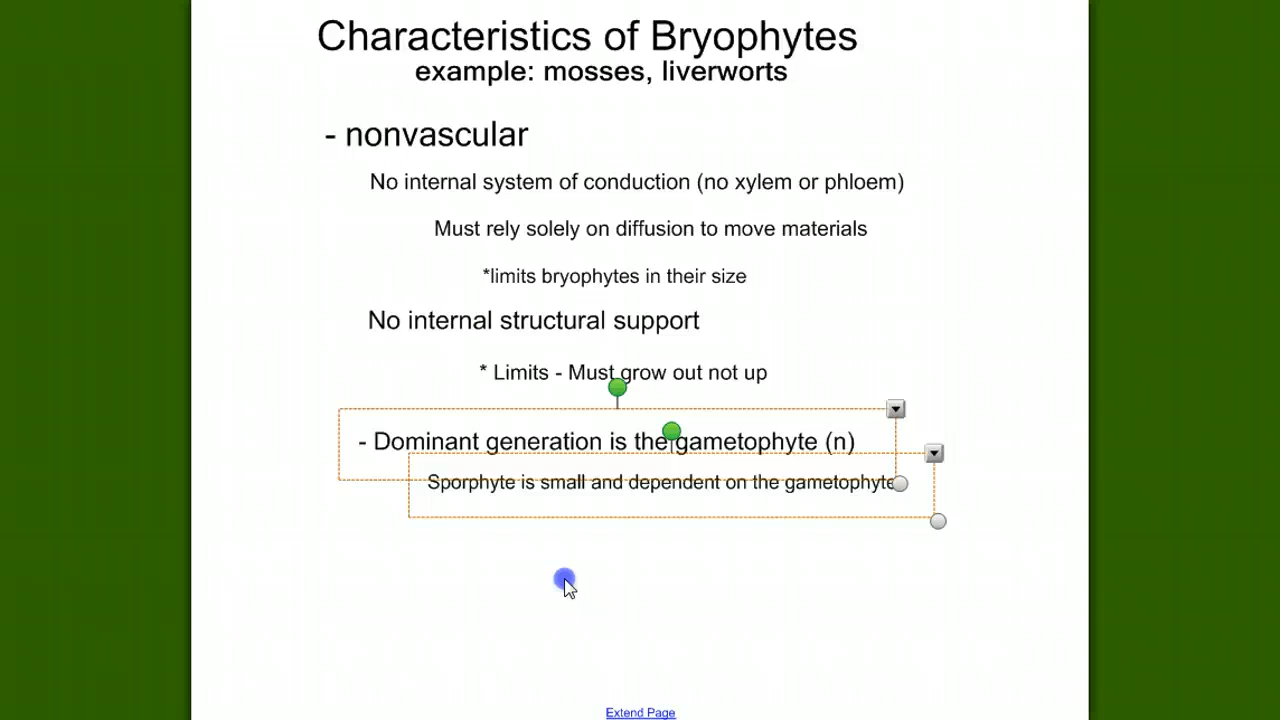 Characteristics of Bryophytes
example: mosses, liverworts
- nonvascular
No internal system of conduction (no xylem or phloem)
Must rely solely on diffusion to move materials
*limits bryophytes in their size
No internal structural support
* Limits - Must grow out not up
- Dominant generation is the gametophyte (n)
Sporphyte is small and dependent on the gametophyte
Extend Page